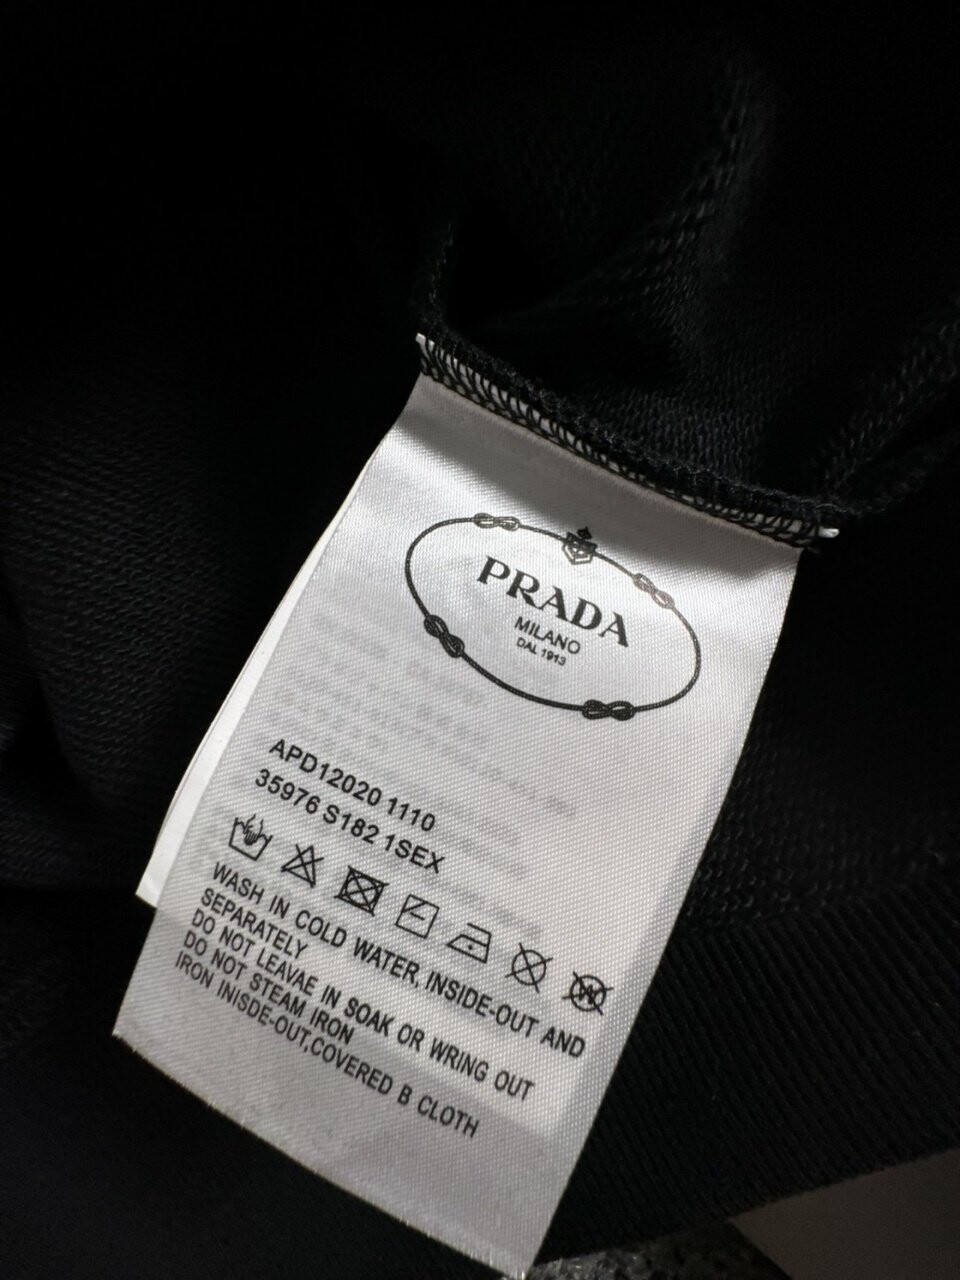 PRADA
MILANO
DAL 1913
APD12020 1110
35976 S182 1SEX
WASH IN COLD WATER, INSIDE-OUT AND
SEPARATELY
DO NOT LEAVAE IN SOAK OR WRING OUT
DO NOT STEAM IRON
IRON INISDE-OUT,COVERED B CLOTH